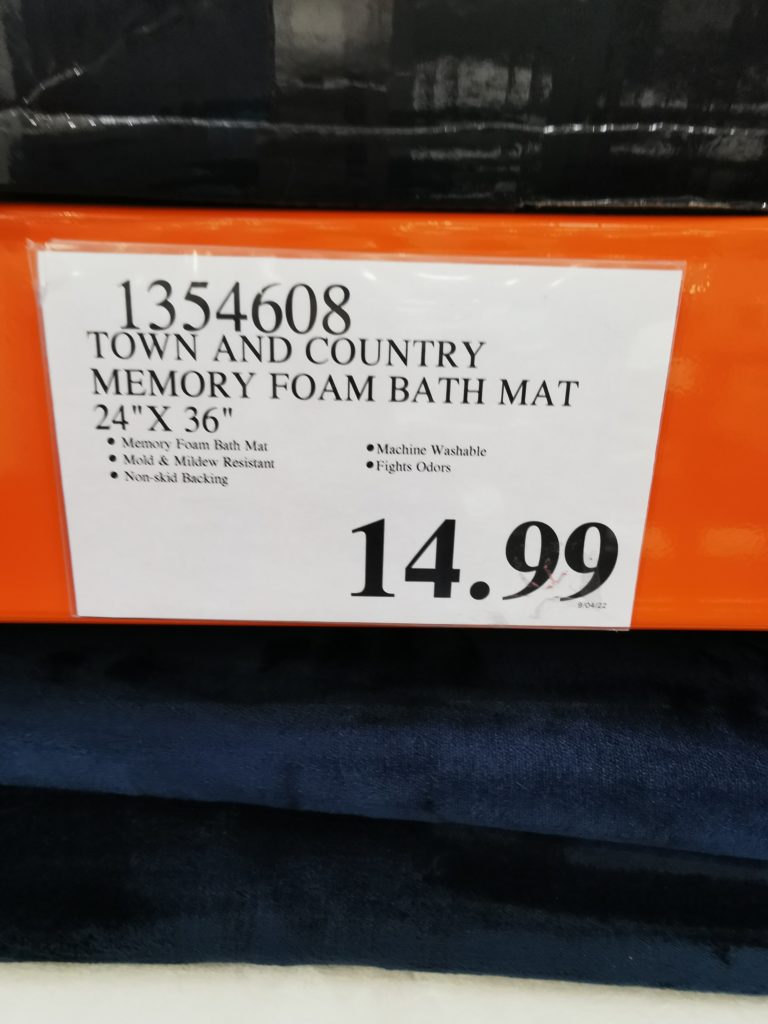 1354608
TOWN AND COUNTRY
MEMORY FOAM BATH MAT
24"X 36"
• Memory Foam Bath Mat
• Mold & Mildew Resistant
• Non-skid Backing
• Machine Washable
• Fights Odors
14.99
9/04/22